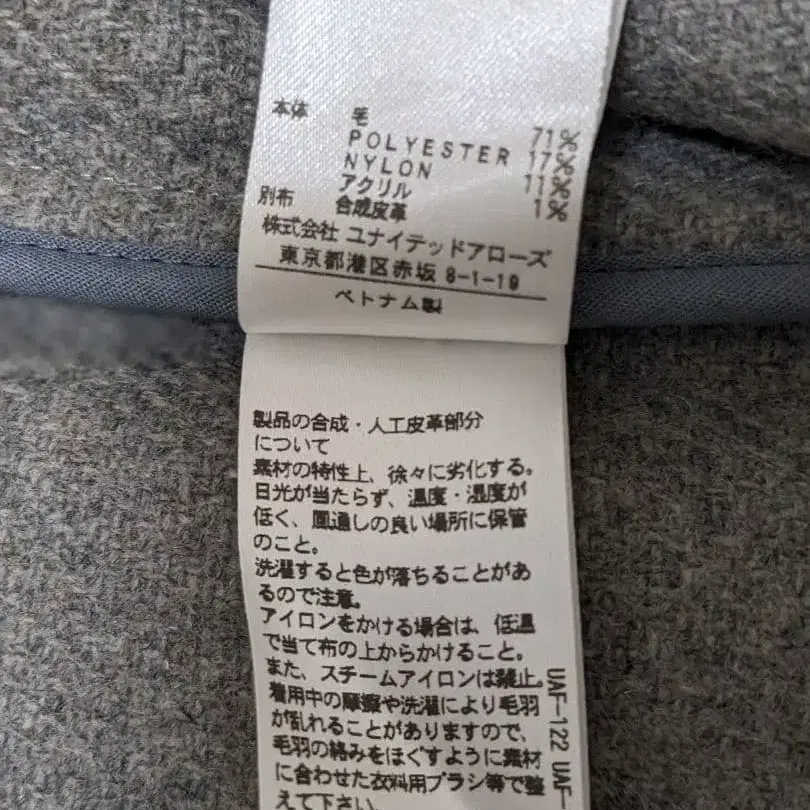 本体 毛 71%
POLYESTER 17%
NYLON 11%
アクリル 1%
別布 合成皮革
株式会社 ユナイテッドアローズ
東京都港区赤坂 8-1-19
ベトナム製
製品の合成・人工皮革部分
について
素材の特性上、徐々に劣化する。
日光が当たらず、温度・湿度が
低く、風通しの良い場所に保管
のこと。
洗濯すると色が落ちることがあ
るので注意。
アイロンをかける場合は、低温
で当て布の上からかけること。
また、スチームアイロンは禁止。
着用中の摩擦や洗濯により毛羽
が乱れることがありますので、
毛羽の絡みをほぐすように素材
に合わせた衣料用ブラシ等で整
えて下さい。
UAF-122 UAF-